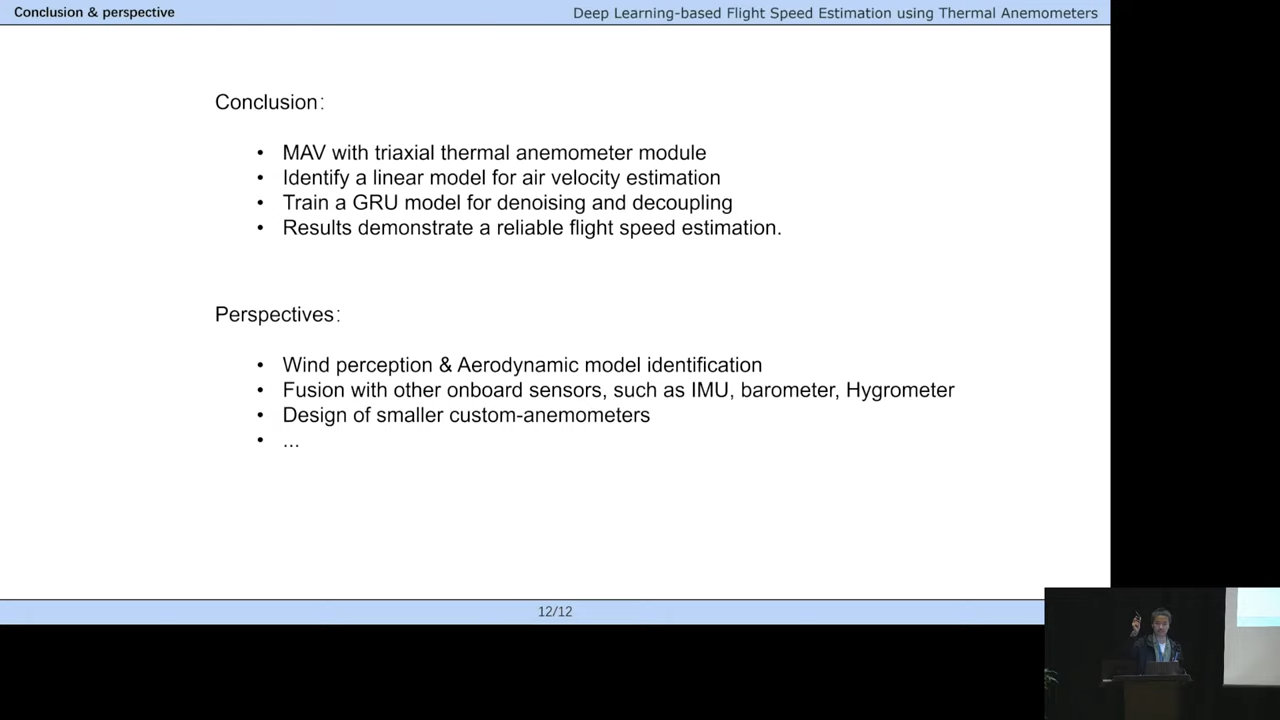 Conclusion & perspective
Deep Learning-based Flight Speed Estimation using Thermal Anemometers
Conclusion:
• MAV with triaxial thermal anemometer module
• Identify a linear model for air velocity estimation
• Train a GRU model for denoising and decoupling
• Results demonstrate a reliable flight speed estimation.
Perspectives:
• Wind perception & Aerodynamic model identification
• Fusion with other onboard sensors, such as IMU, barometer, Hygrometer
• Design of smaller custom-anemometers
• ...
12/12